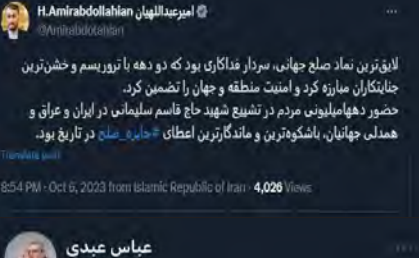 H.Amirabdollahian امیرعبداللهیان
@Amirabdolahian
لایق‌ترین نماد صلح جهانی، سردار فداکاری بود که دو دهه با تروریسم و خشن‌ترین
جنایتکاران مبارزه کرد و امنیت منطقه و جهان را تضمین کرد.
حضور دهها‌میلیونی مردم در تشییع شهید حاج قاسم سلیمانی در ایران و عراق و
همدلی جهانیان، باشکوه‌ترین و ماندگارترین اعطای #جایزه_صلح در تاریخ بود.
Translate post
8:54 PM · Oct 6, 2023 from Islamic Republic of Iran · 4,026 Views
عباس عبدی